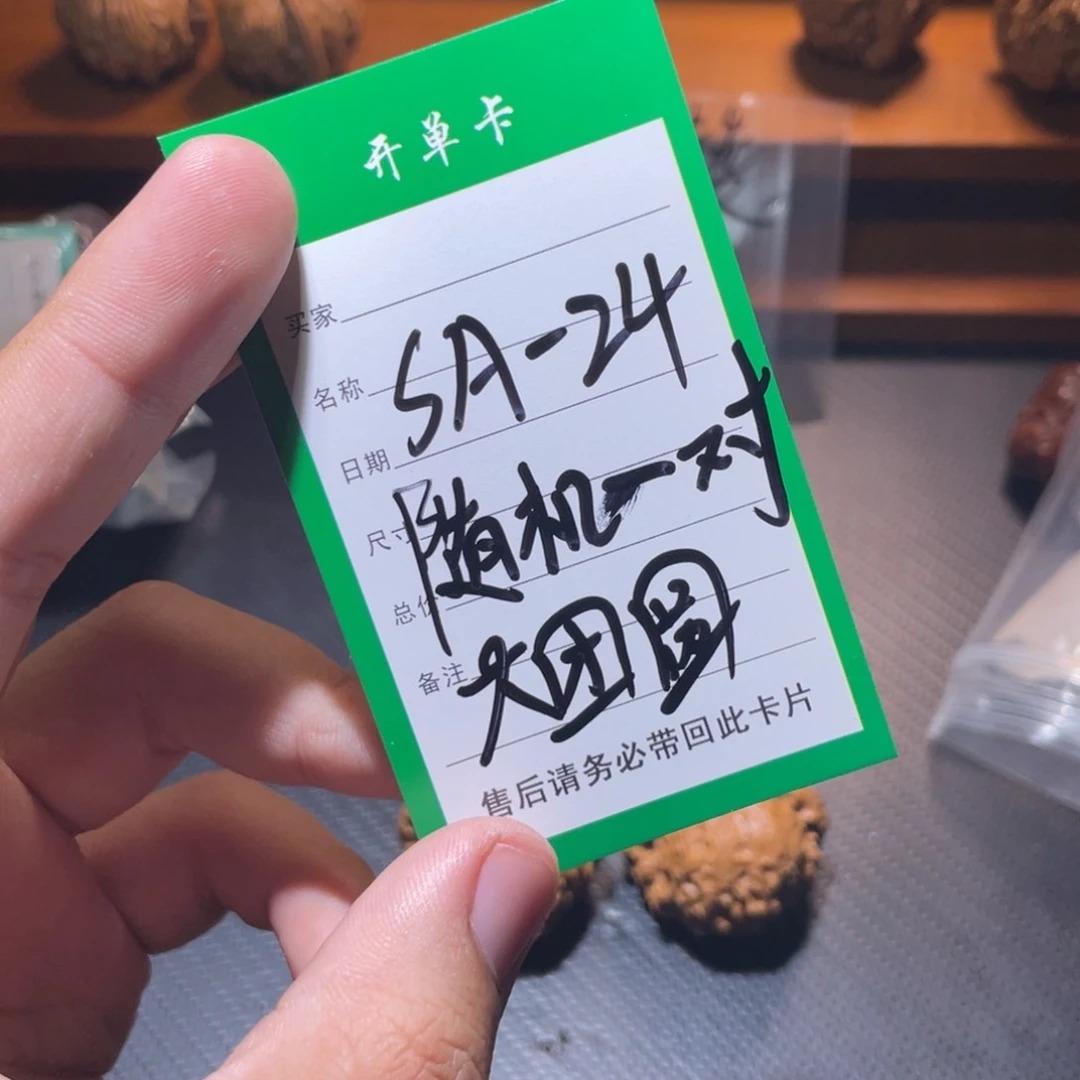 开单卡
买家
名称 SA-24
日期
尺寸 随机一对
总价
备注 大团圆
售后请务必带回此卡片